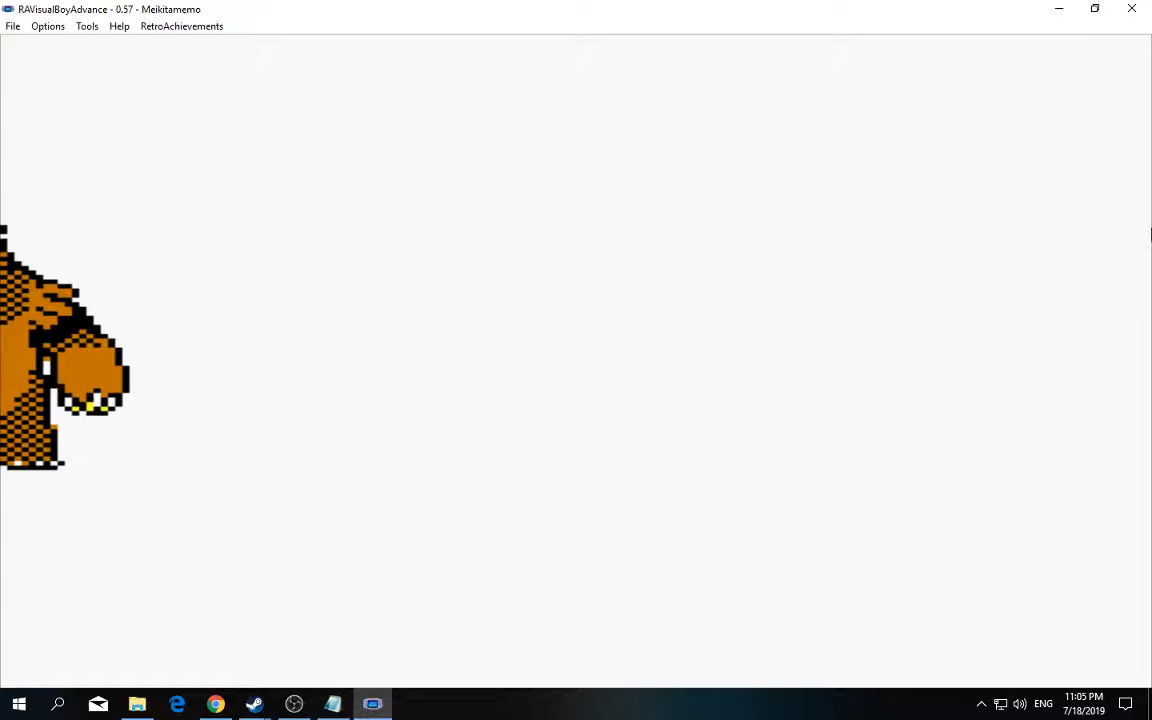 RAVisualBoyAdvance - 0.57 - Meikitamemo
File Options Tools Help RetroAchievements
ENG
11:05 PM
7/18/2019